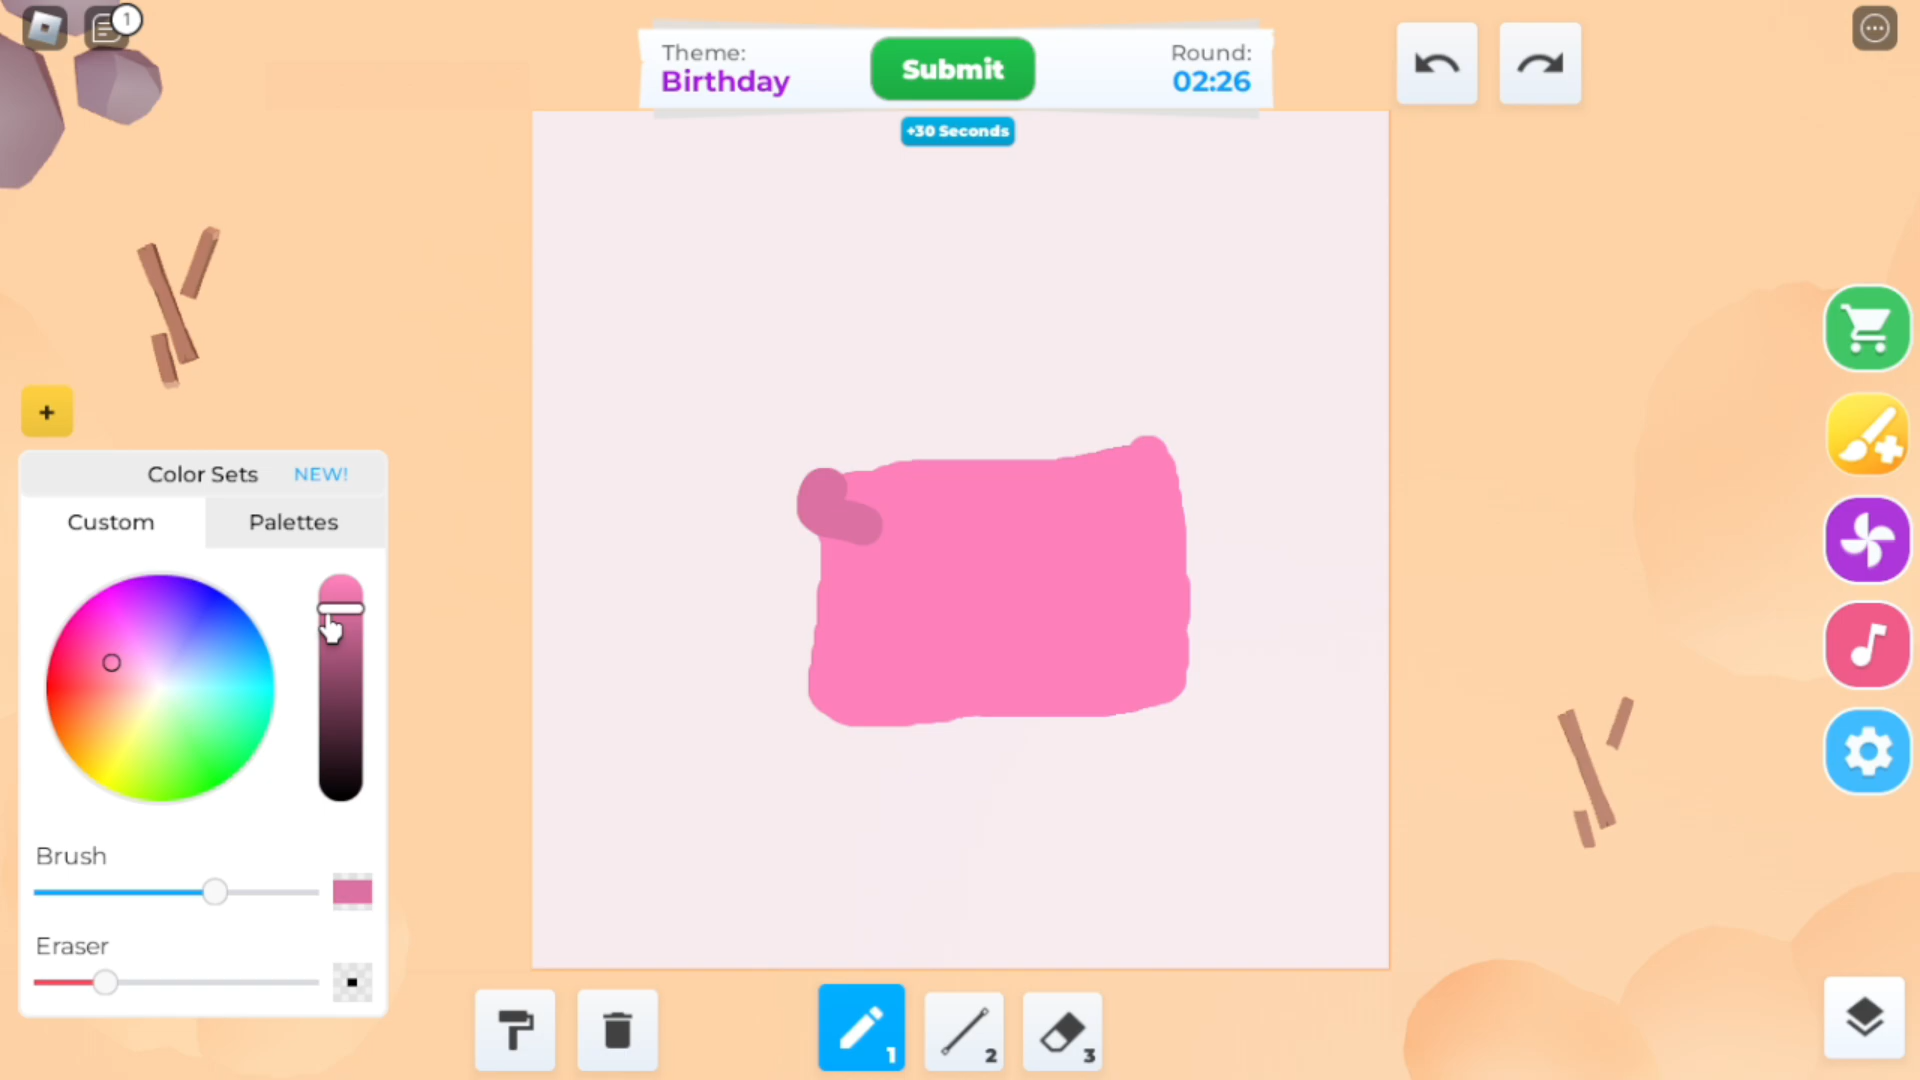 1
Theme:
Birthday
Submit
Round:
02:26
+30 Seconds
+
Color Sets NEW!
Custom
Palettes
Brush
Eraser
1
2
3